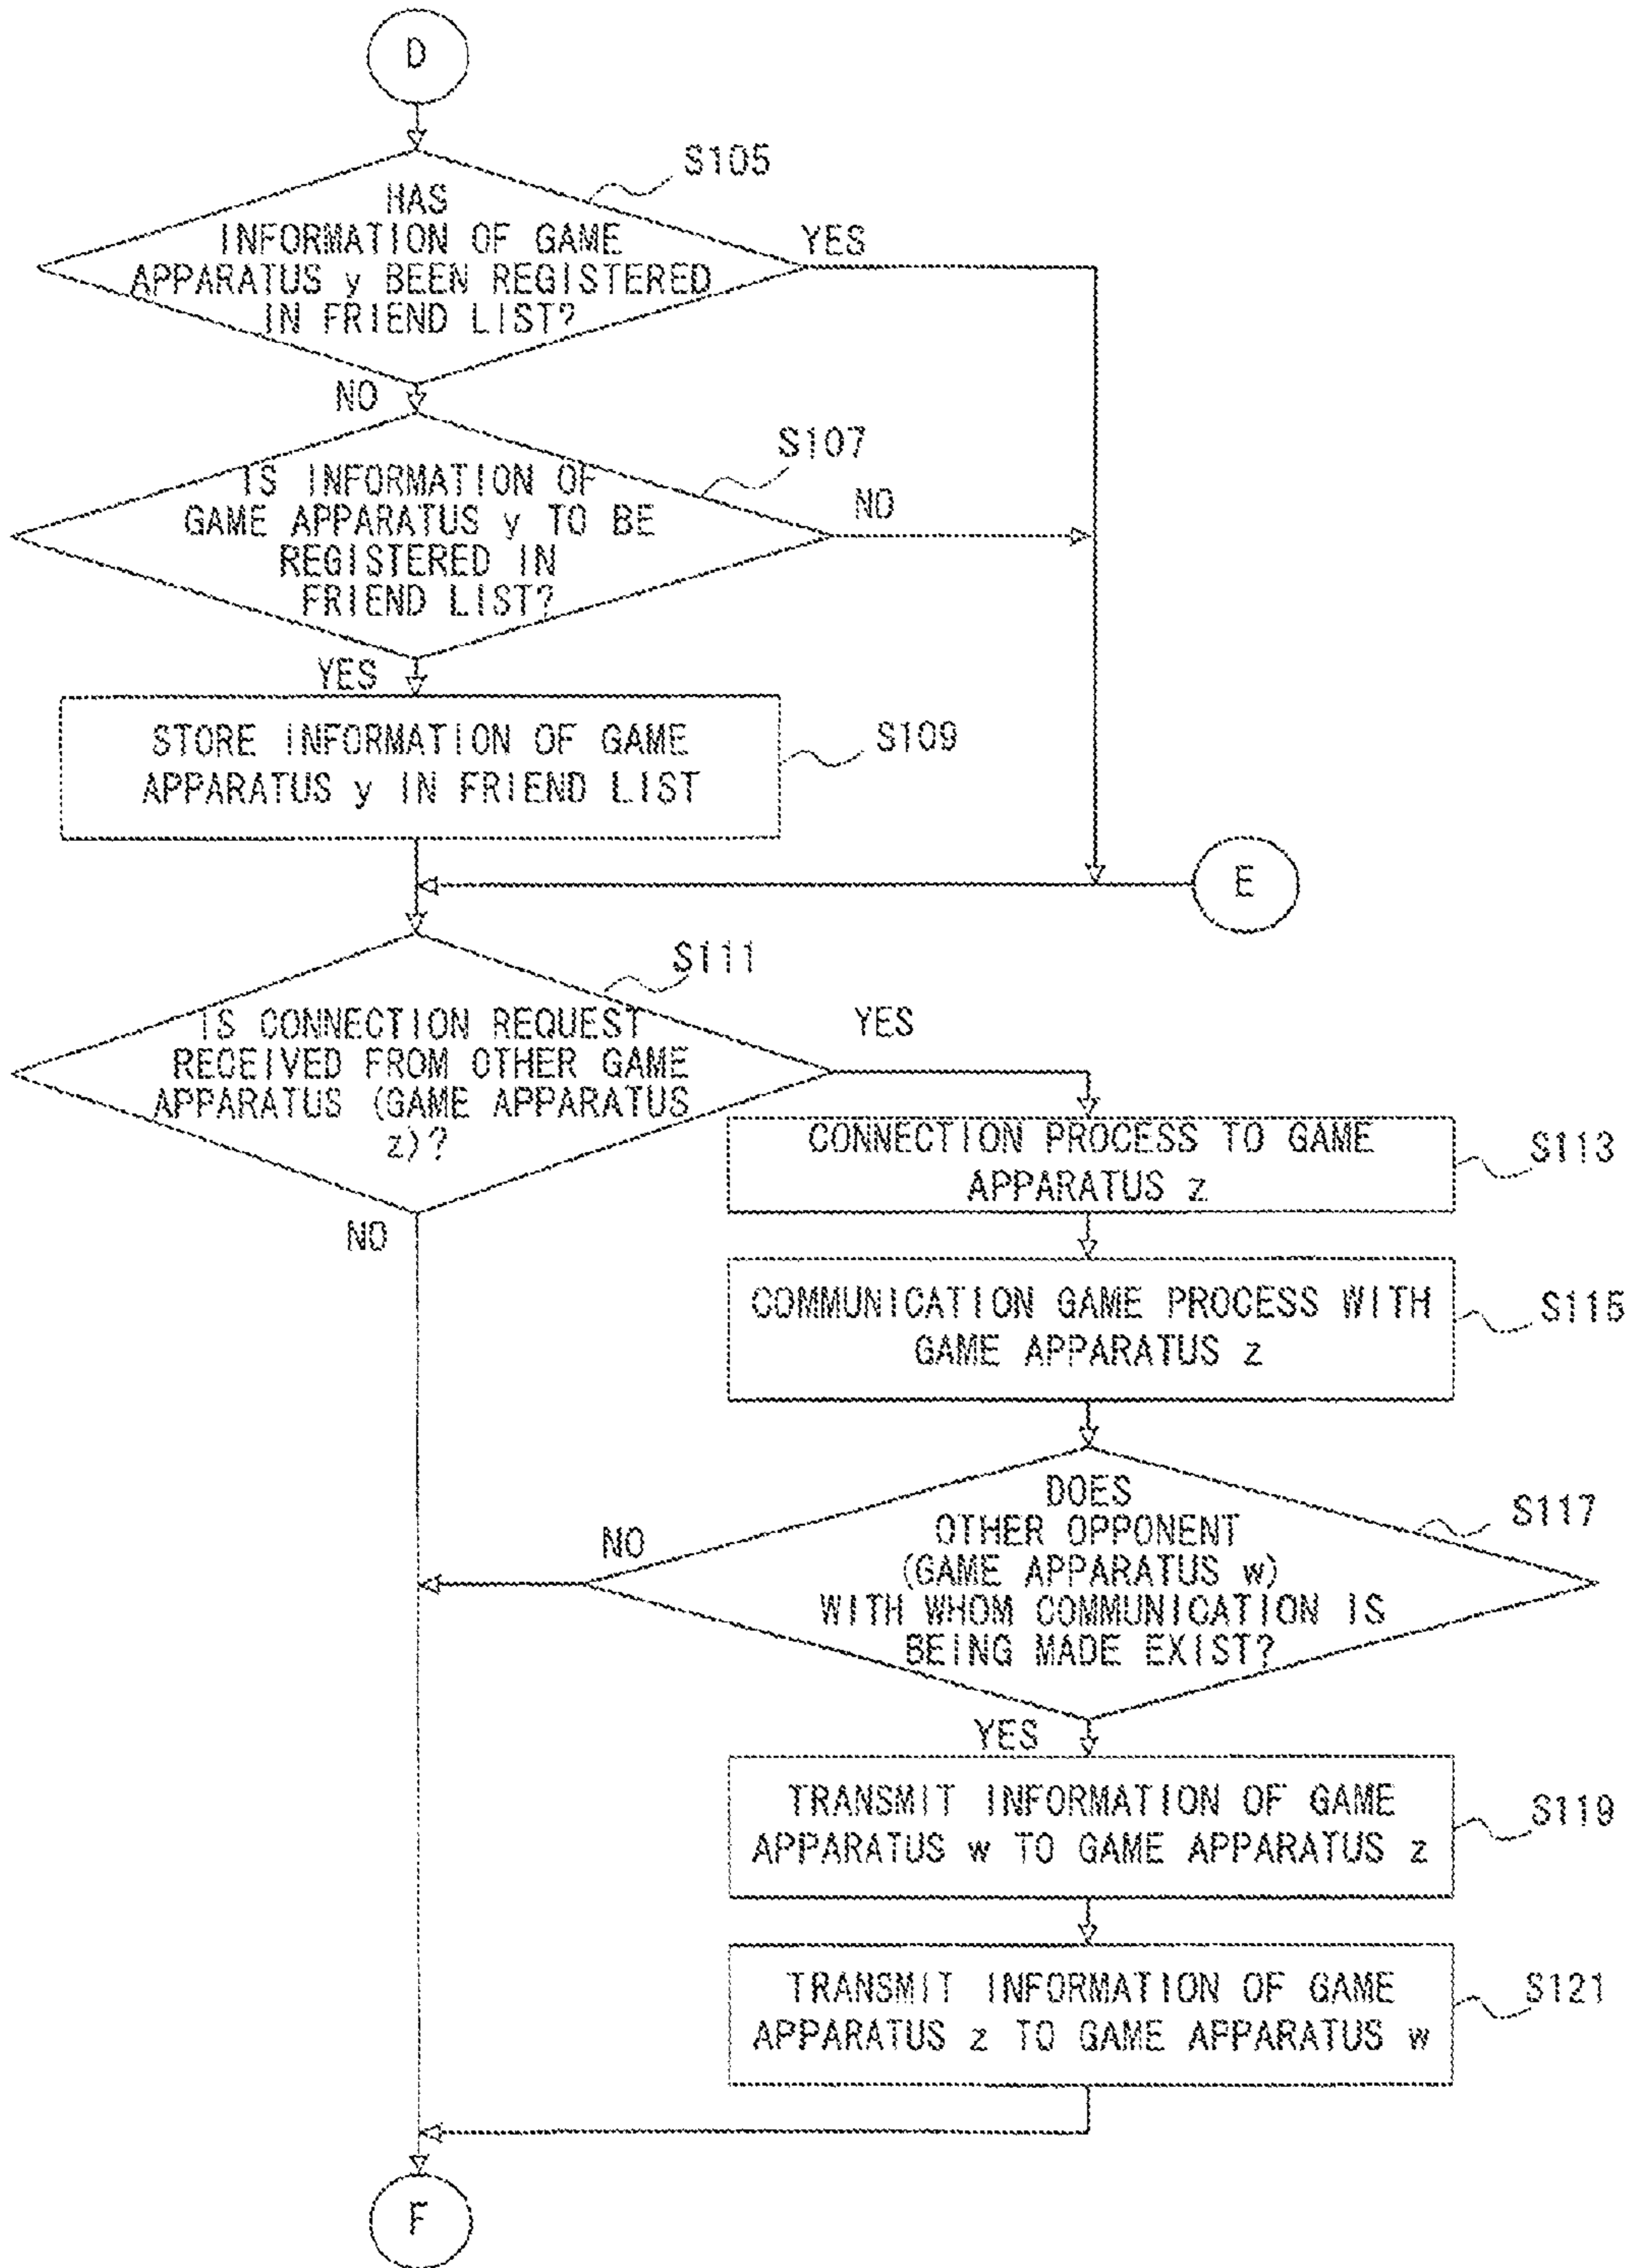 D
S105
HAS
INFORMATION OF GAME
APPARATUS y BEEN REGISTERED
IN FRIEND LIST?
YES
NO
S107
IS INFORMATION OF
GAME APPARATUS y TO BE
REGISTERED IN
FRIEND LIST?
NO
YES
STORE INFORMATION OF GAME
APPARATUS y IN FRIEND LIST
S109
E
S111
IS CONNECTION REQUEST
RECEIVED FROM OTHER GAME
APPARATUS (GAME APPARATUS
z)?
YES
NO
CONNECTION PROCESS TO GAME
APPARATUS z
S113
COMMUNICATION GAME PROCESS WITH
GAME APPARATUS z
S115
DOES
OTHER OPPONENT
(GAME APPARATUS w)
WITH WHOM COMMUNICATION IS
BEING MADE EXIST?
S117
NO
YES
TRANSMIT INFORMATION OF GAME
APPARATUS w TO GAME APPARATUS z
S119
TRANSMIT INFORMATION OF GAME
APPARATUS z TO GAME APPARATUS w
S121
F